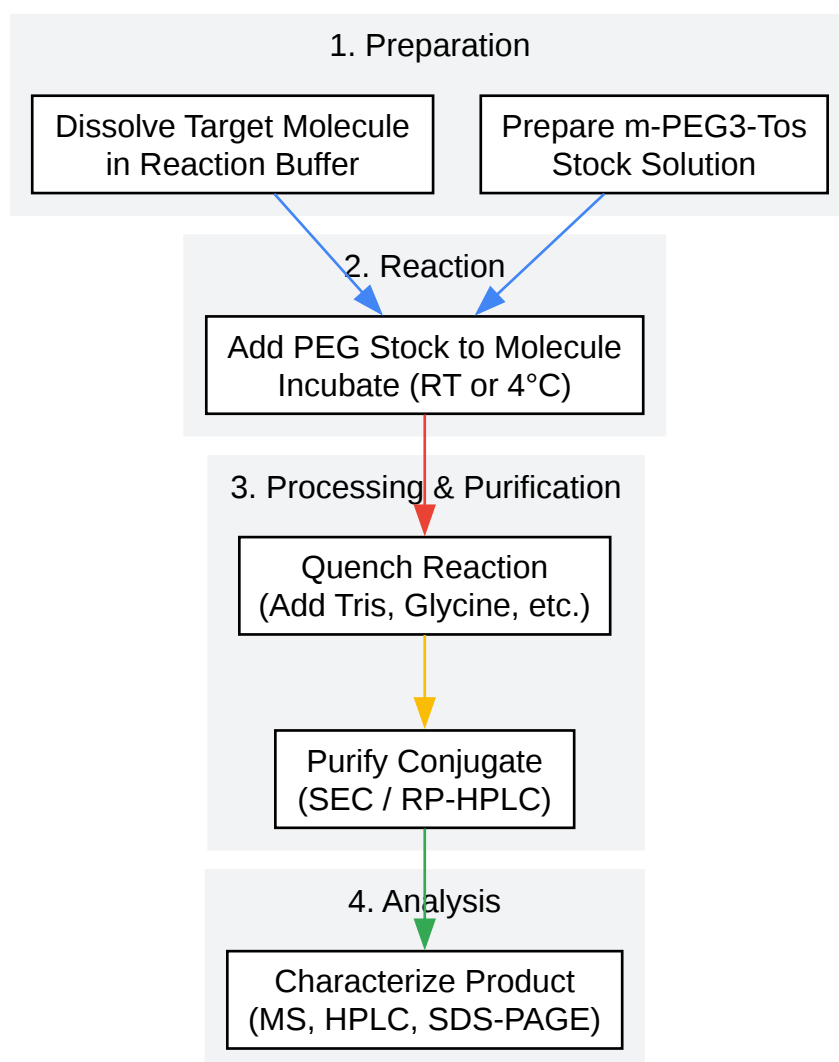 1. Preparation
Dissolve Target Molecule
in Reaction Buffer
Prepare m-PEG3-Tos
Stock Solution
2. Reaction
Add PEG Stock to Molecule
Incubate (RT or 4°C)
3. Processing & Purification
Quench Reaction
(Add Tris, Glycine, etc.)
Purify Conjugate
(SEC / RP-HPLC)
4. Analysis
Characterize Product
(MS, HPLC, SDS-PAGE)